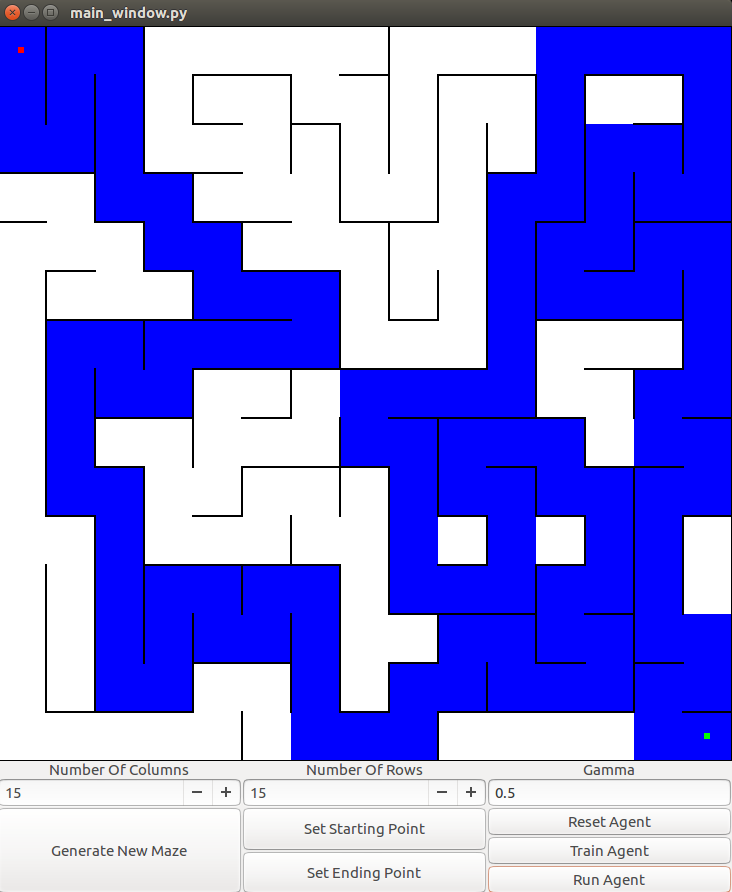 main_window.py
Number Of Columns Number Of Rows Gamma
15 − + 15 − + 0.5
Generate New Maze
Set Starting Point
Set Ending Point
Reset Agent
Train Agent
Run Agent